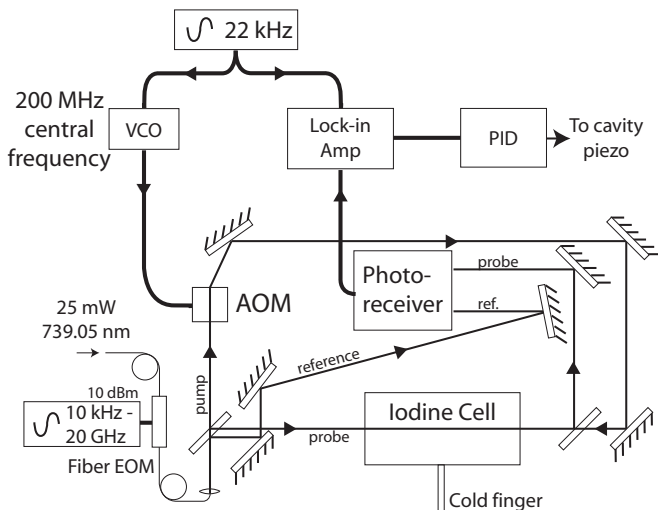 22 kHz
200 MHz
central
frequency
VCO
Lock-in
Amp
PID
To cavity
piezo
Photo-
receiver
probe
ref.
AOM
25 mW
739.05 nm
reference
pump
10 dBm
10 kHz -
20 GHz
Fiber EOM
probe
Iodine Cell
Cold finger